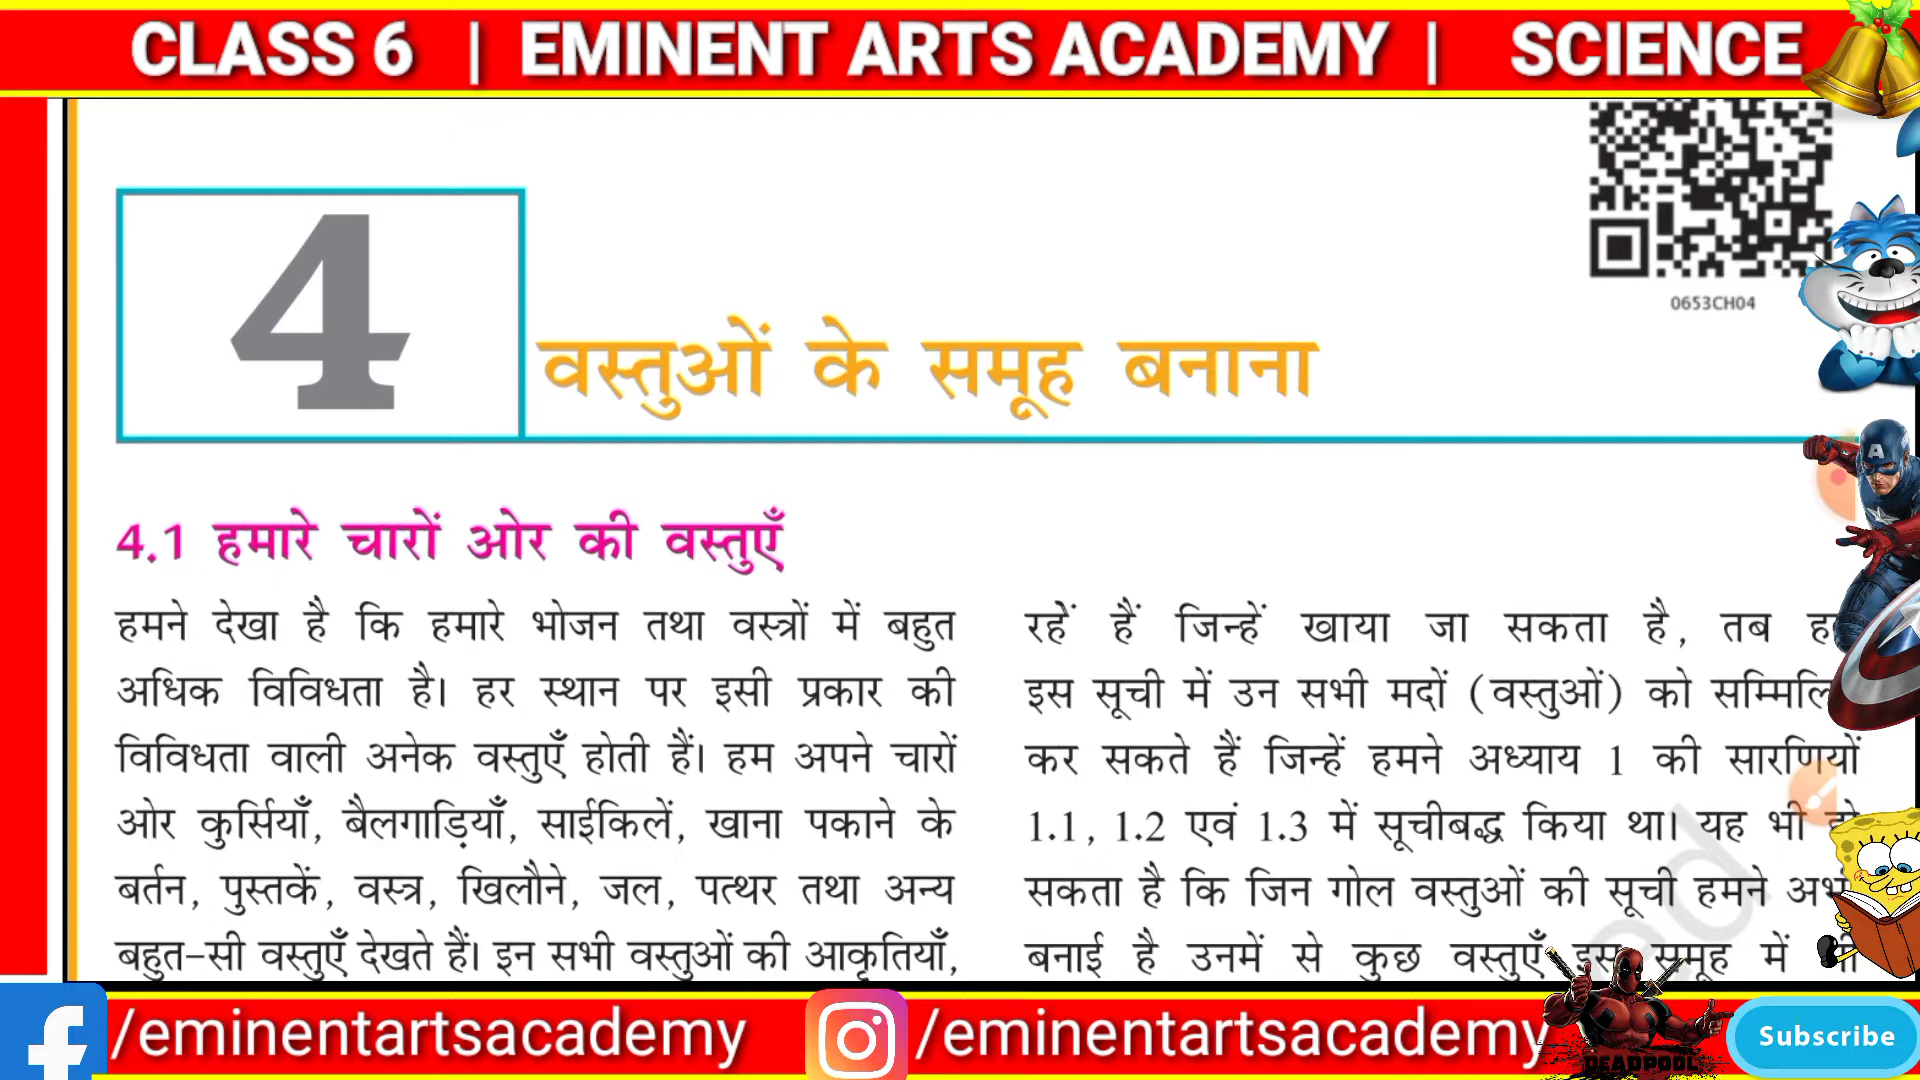 CLASS 6 | EMINENT ARTS ACADEMY | SCIENCE
0653CH04
4
वस्तुओं के समूह बनाना
4.1 हमारे चारों ओर की वस्तुएँ
हमने देखा है कि हमारे भोजन तथा वस्त्रों में बहुत
अधिक विविधता है। हर स्थान पर इसी प्रकार की
विविधता वाली अनेक वस्तुएँ होती हैं। हम अपने चारों
ओर कुर्सियाँ, बैलगाड़ियाँ, साईकिलें, खाना पकाने के
बर्तन, पुस्तकें, वस्त्र, खिलौने, जल, पत्थर तथा अन्य
बहुत-सी वस्तुएँ देखते हैं। इन सभी वस्तुओं की आकृतियाँ,
रहें हैं जिन्हें खाया जा सकता है, तब
इस सूची में उन सभी मदों (वस्तुओं) को
कर सकते हैं जिन्हें हमने अध्याय 1 की सारणियों
1.1, 1.2 एवं 1.3 में सूचीबद्ध किया था। यह भी
सकता है कि जिन गोल वस्तुओं की सूची हमने
बनाई है उनमें से कुछ वस्तुएँ इस समूह में
/eminentartsacademy
/eminentartsacademy
DEADPOOL
Subscribe